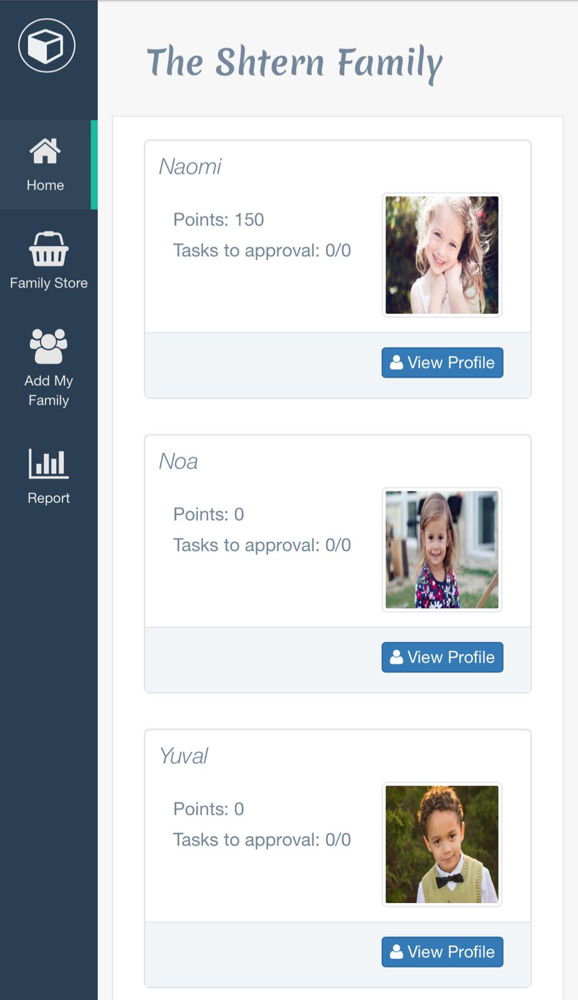 The Shtern Family
Home
Family Store
Add My
Family
Report
Naomi
Points: 150
Tasks to approval: 0/0
View Profile
Noa
Points: 0
Tasks to approval: 0/0
View Profile
Yuval
Points: 0
Tasks to approval: 0/0
View Profile